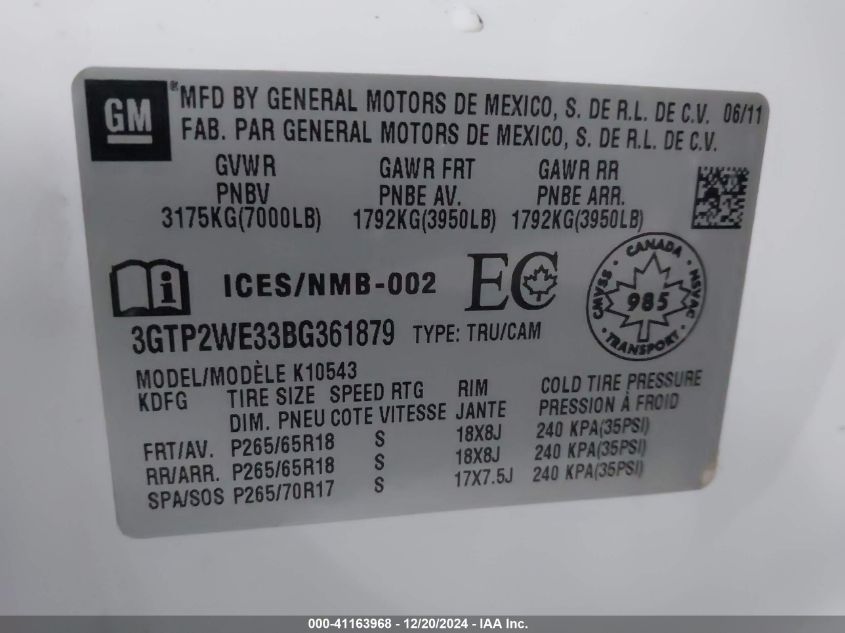 GM® MFD BY GENERAL MOTORS DE MEXICO, S. DE R.L. DE C.V. 06/11
FAB. PAR GENERAL MOTORS DE MEXICO, S. DE R.L. DE C.V.
GVWR GAWR FRT GAWR RR
PNBV PNBE AV. PNBE ARR.
3175KG(7000LB) 1792KG(3950LB) 1792KG(3950LB)
ICES/NMB-002 EC
CANADA CMVSS NSVAC 985 TRANSPORT
3GTP2WE33BG361879 TYPE: TRU/CAM
MODEL/MODÈLE K10543
KDFG TIRE SIZE SPEED RTG RIM COLD TIRE PRESSURE
DIM. PNEU COTE VITESSE JANTE PRESSION À FROID
FRT/AV. P265/65R18 S 18X8J 240 KPA(35PSI)
RR/ARR. P265/65R18 S 18X8J 240 KPA(35PSI)
SPA/SOS P265/70R17 S 17X7.5J 240 KPA(35PSI)
000-41163968 - 12/20/2024 - IAA Inc.